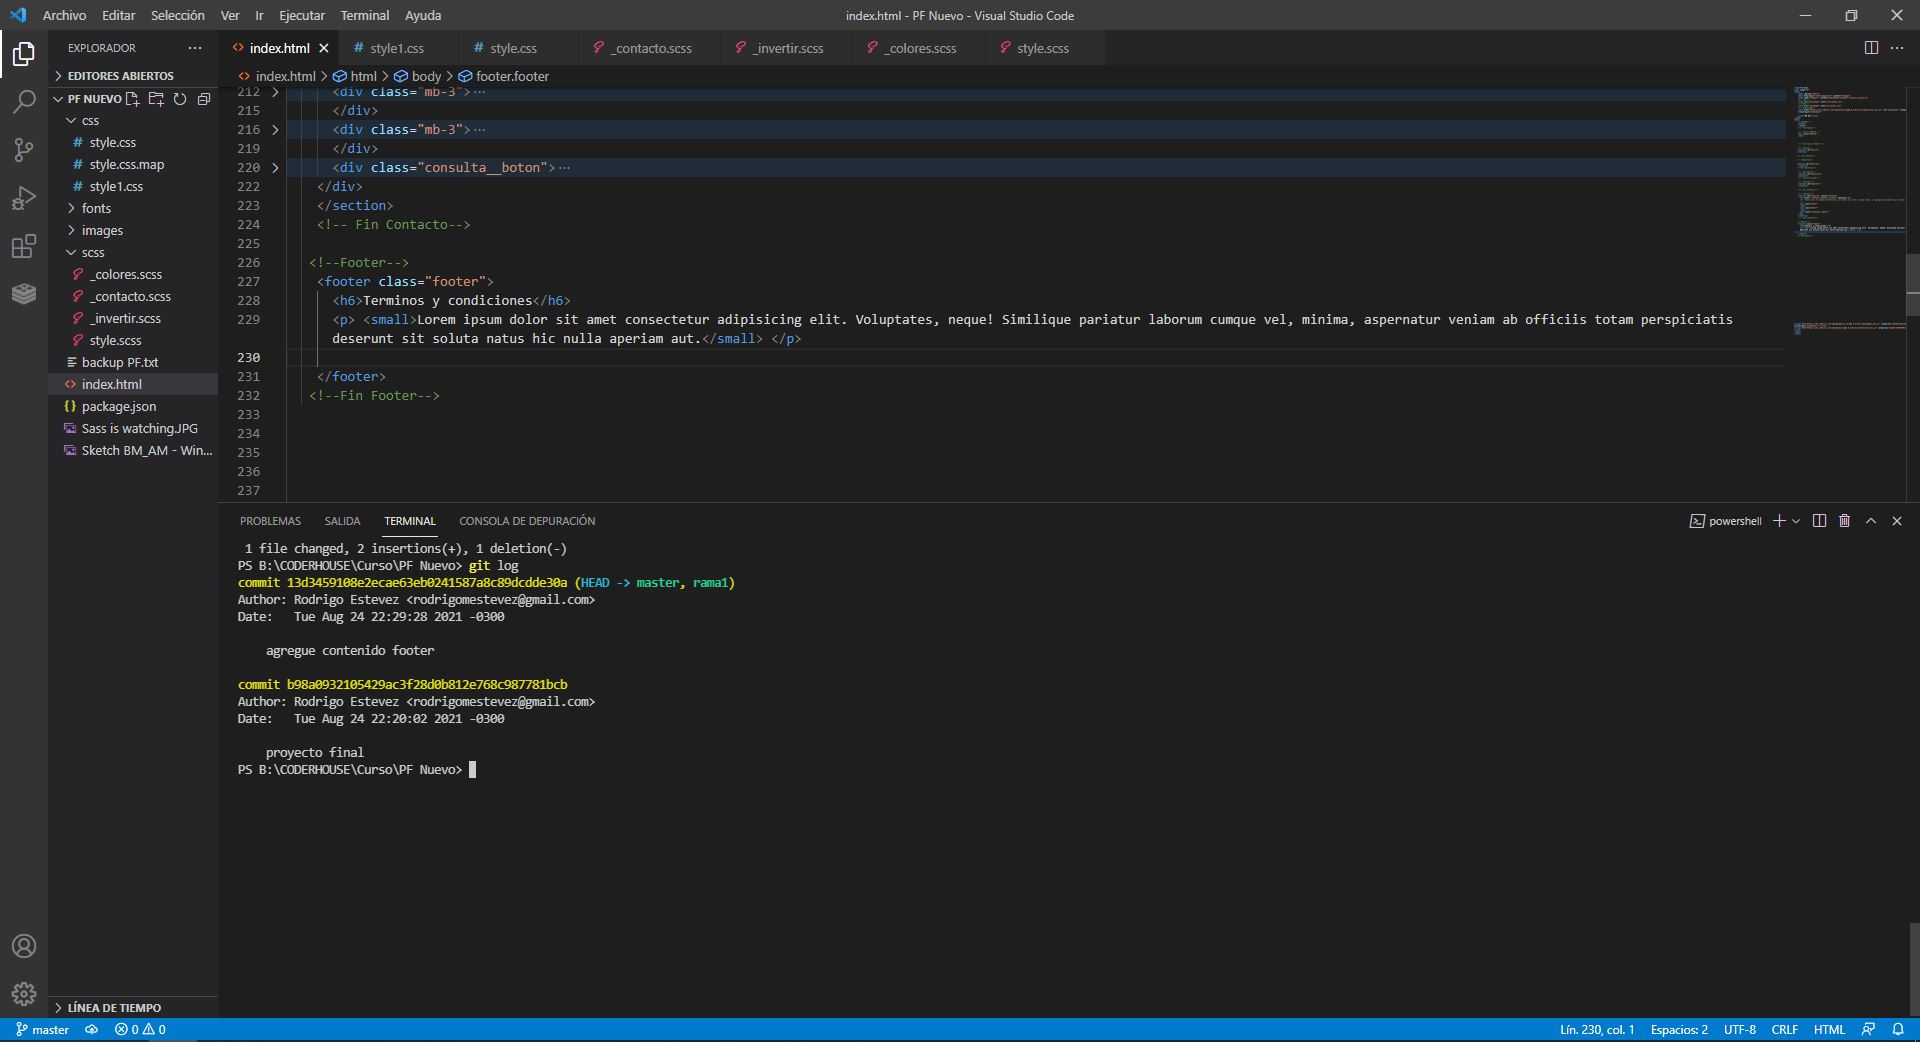 Archivo Editar Selección Ver Ir Ejecutar Terminal Ayuda
index.html - PF Nuevo - Visual Studio Code
EXPLORADOR
EDITORES ABIERTOS
PF NUEVO
css
style.css
style.css.map
style1.css
fonts
images
scss
_colores.scss
_contacto.scss
_invertir.scss
style.scss
backup PF.txt
index.html
package.json
Sass is watching.JPG
Sketch BM_AM - Win...
LÍNEA DE TIEMPO
index.html style1.css style.css _contacto.scss _invertir.scss _colores.scss style.scss
index.html > html > body > footer.footer
212 <div class="mb-3">...
215 </div>
216 <div class="mb-3">...
219 </div>
220 <div class="consulta__boton">...
222 </div>
223 </section>
224 <!-- Fin Contacto-->
225
226 <!--Footer-->
227 <footer class="footer">
228 <h6>Terminos y condiciones</h6>
229 <p> <small>Lorem ipsum dolor sit amet consectetur adipisicing elit. Voluptates, neque! Similique pariatur laborum cumque vel, minima, aspernatur veniam ab officiis totam perspiciatis
deserunt sit soluta natus hic nulla aperiam aut.</small> </p>
230
231 </footer>
232 <!--Fin Footer-->
233
234
235
236
237
PROBLEMAS SALIDA TERMINAL CONSOLA DE DEPURACIÓN
powershell
1 file changed, 2 insertions(+), 1 deletion(-)
PS B:\CODERHOUSE\Curso\PF Nuevo> git log
commit 13d3459108e2ecae63eb0241587a8c89dcdde30a (HEAD -> master, rama1)
Author: Rodrigo Estevez <rodrigomestevez@gmail.com>
Date:   Tue Aug 24 22:29:28 2021 -0300
agregue contenido footer
commit b98a0932105429ac3f28d0b812e768c987781bcb
Author: Rodrigo Estevez <rodrigomestevez@gmail.com>
Date:   Tue Aug 24 22:20:02 2021 -0300
proyecto final
PS B:\CODERHOUSE\Curso\PF Nuevo>
master 0 0
Lín. 230, col. 1 Espacios: 2 UTF-8 CRLF HTML